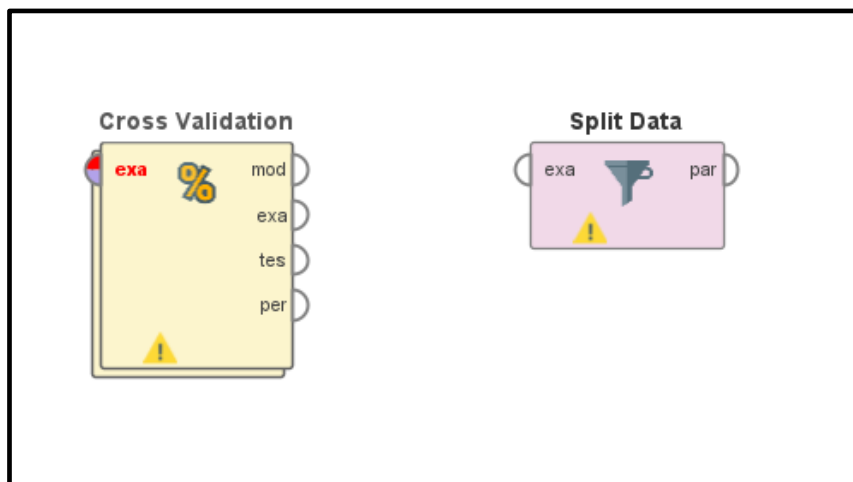 Cross Validation
exa
mod
exa
tes
per
Split Data
exa
par